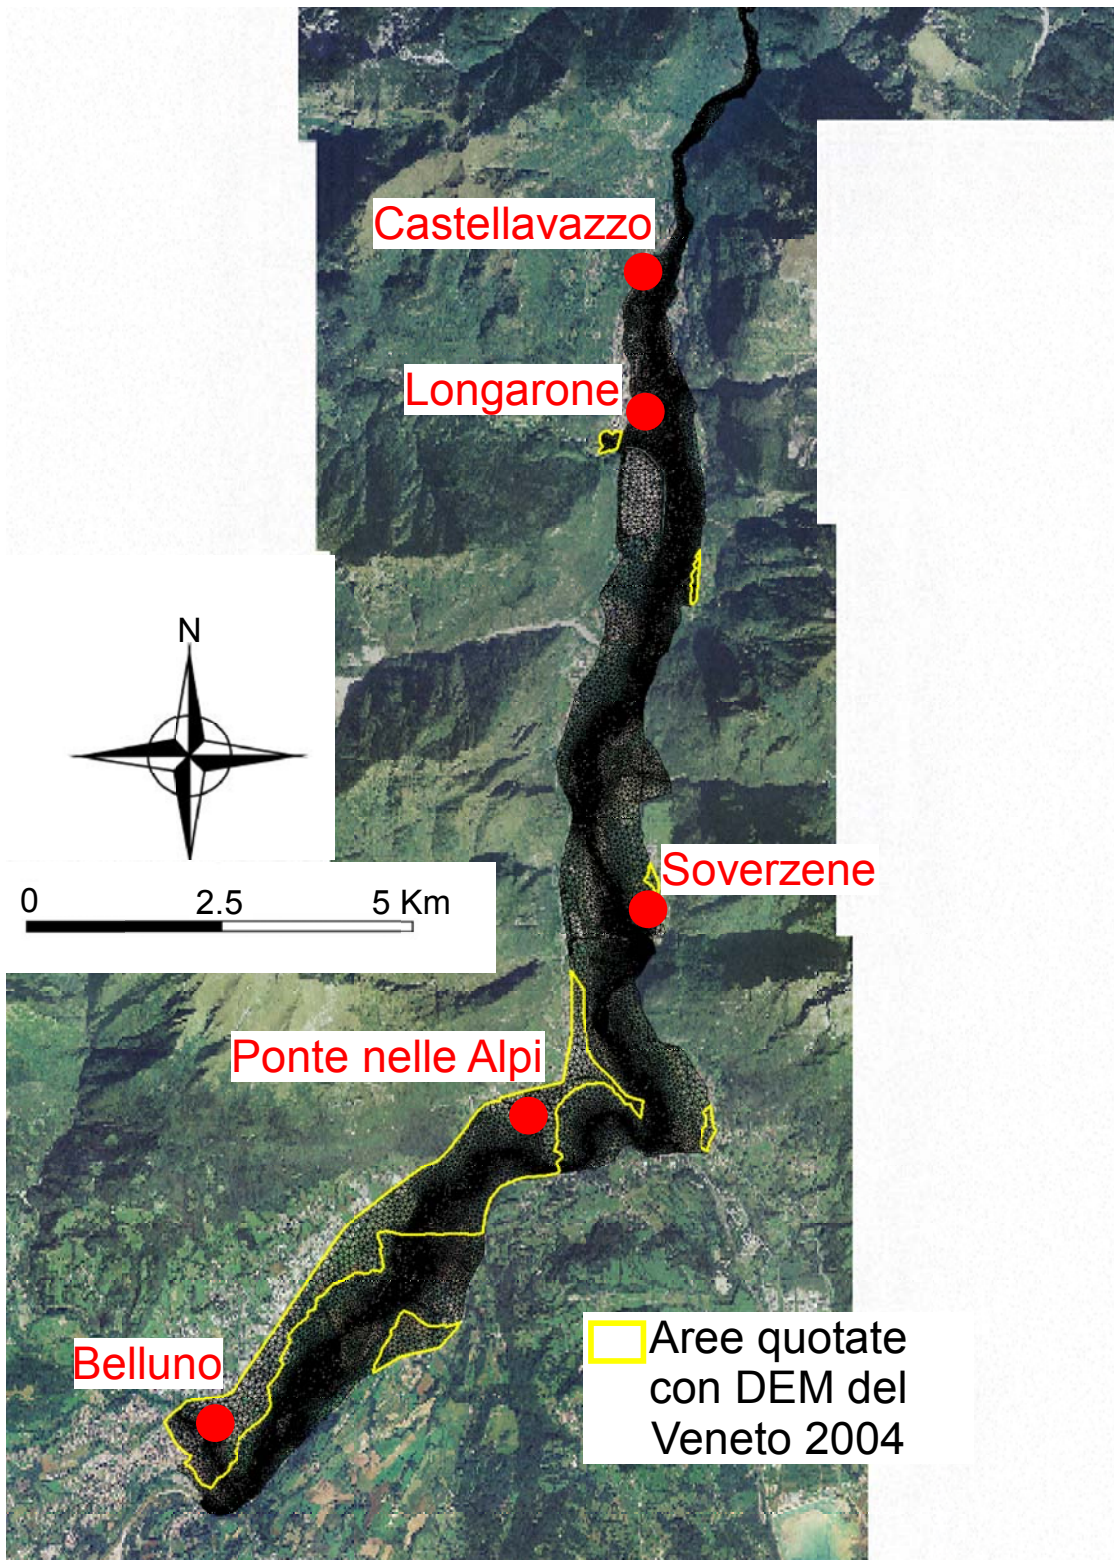 Castellavazzo
Longarone
N
Soverzene
0 2.5 5 Km
Ponte nelle Alpi
Belluno
Aree quotate
con DEM del
Veneto 2004